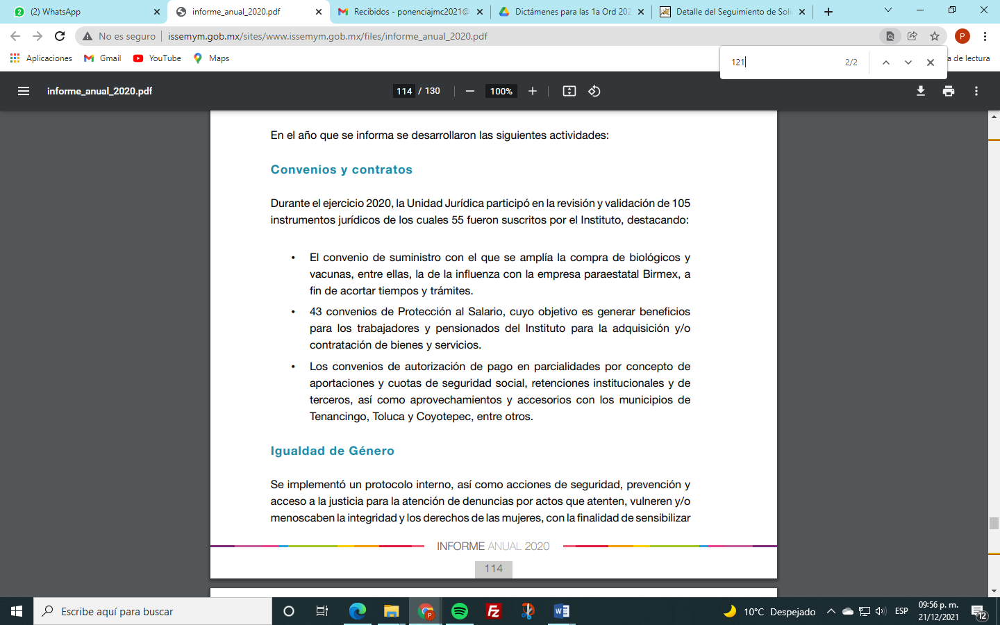 (2) WhatsApp
informe_anual_2020.pdf
Recibidos - ponenciajmc2021@
Dictámenes para las 1a Ord 202
Detalle del Seguimiento de Soli
No es seguro
issemym.gob.mx/sites/www.issemym.gob.mx/files/informe_anual_2020.pdf
P
Aplicaciones
Gmail
YouTube
Maps
121
2/2
a de lectura
informe_anual_2020.pdf
114 / 130
100%
En el año que se informa se desarrollaron las siguientes actividades:
Convenios y contratos
Durante el ejercicio 2020, la Unidad Jurídica participó en la revisión y validación de 105
instrumentos jurídicos de los cuales 55 fueron suscritos por el Instituto, destacando:
• El convenio de suministro con el que se amplía la compra de biológicos y
vacunas, entre ellas, la de la influenza con la empresa paraestatal Birmex, a
fin de acortar tiempos y trámites.
• 43 convenios de Protección al Salario, cuyo objetivo es generar beneficios
para los trabajadores y pensionados del Instituto para la adquisición y/o
contratación de bienes y servicios.
• Los convenios de autorización de pago en parcialidades por concepto de
aportaciones y cuotas de seguridad social, retenciones institucionales y de
terceros, así como aprovechamientos y accesorios con los municipios de
Tenancingo, Toluca y Coyotepec, entre otros.
Igualdad de Género
Se implementó un protocolo interno, así como acciones de seguridad, prevención y
acceso a la justicia para la atención de denuncias por actos que atenten, vulneren y/o
menoscaben la integridad y los derechos de las mujeres, con la finalidad de sensibilizar
INFORME ANUAL 2020
114
Escribe aquí para buscar
10°C Despejado
ESP
09:56 p. m.
21/12/2021
12